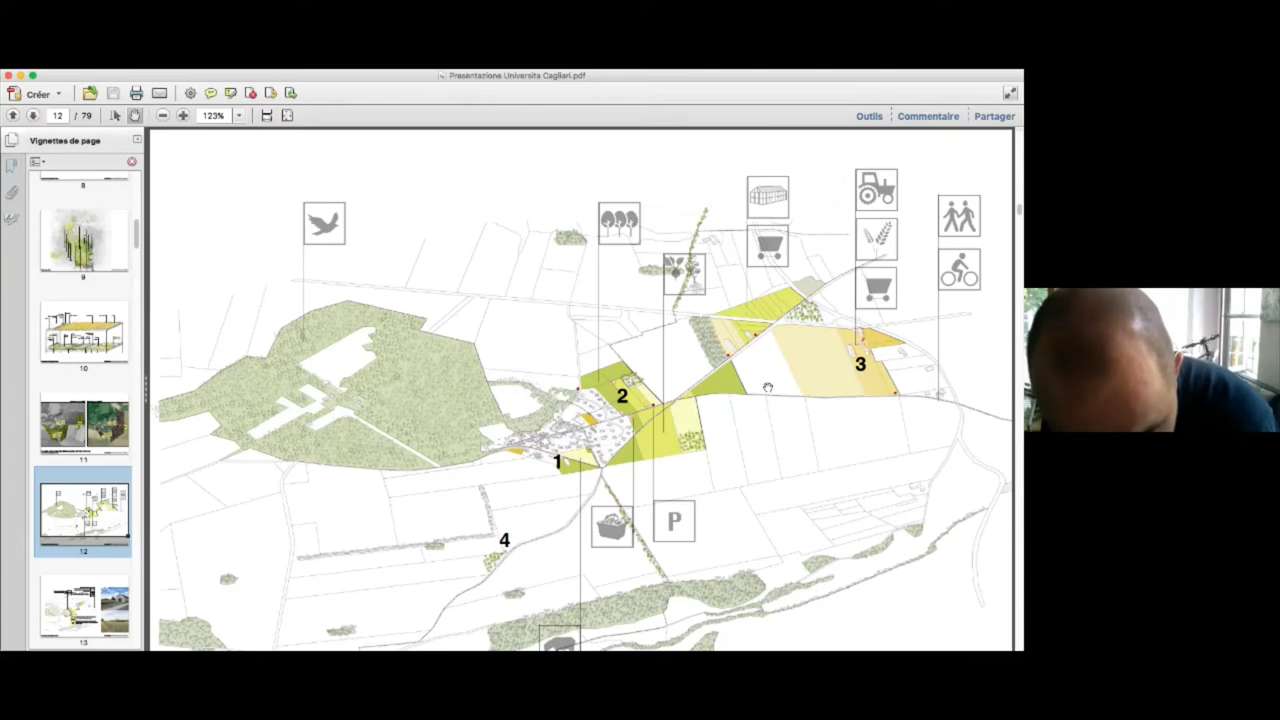 Presentazione Universita Cagliari.pdf
Créer
12 / 79
123%
Outils
Commentaire
Partager
Vignettes de page
8
9
10
11
12
13
P
1
2
3
4